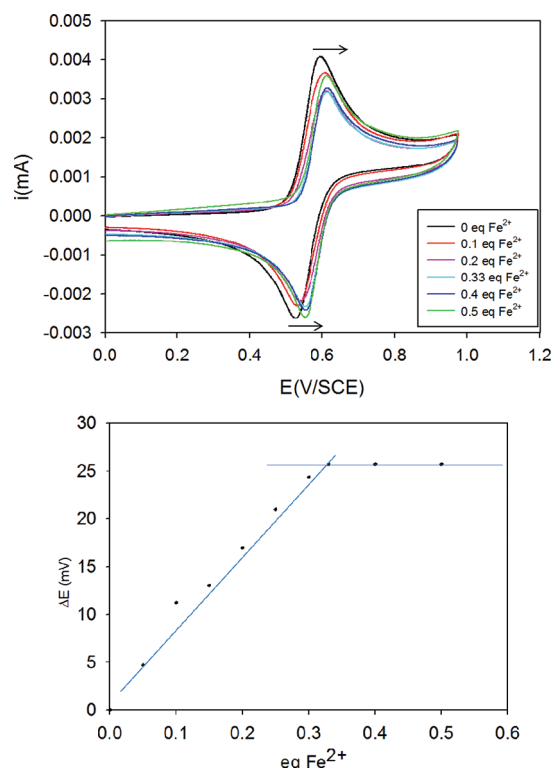 0.005
0.004
0.003
0.002
0.001
0.000
-0.001
-0.002
-0.003
i(mA)
0 eq Fe²⁺
0.1 eq Fe²⁺
0.2 eq Fe²⁺
0.33 eq Fe²⁺
0.4 eq Fe²⁺
0.5 eq Fe²⁺
0.0 0.2 0.4 0.6 0.8 1.0 1.2
E(V/SCE)
30
25
20
15
10
5
0
ΔE (mV)
0.0 0.1 0.2 0.3 0.4 0.5 0.6
eq Fe²⁺